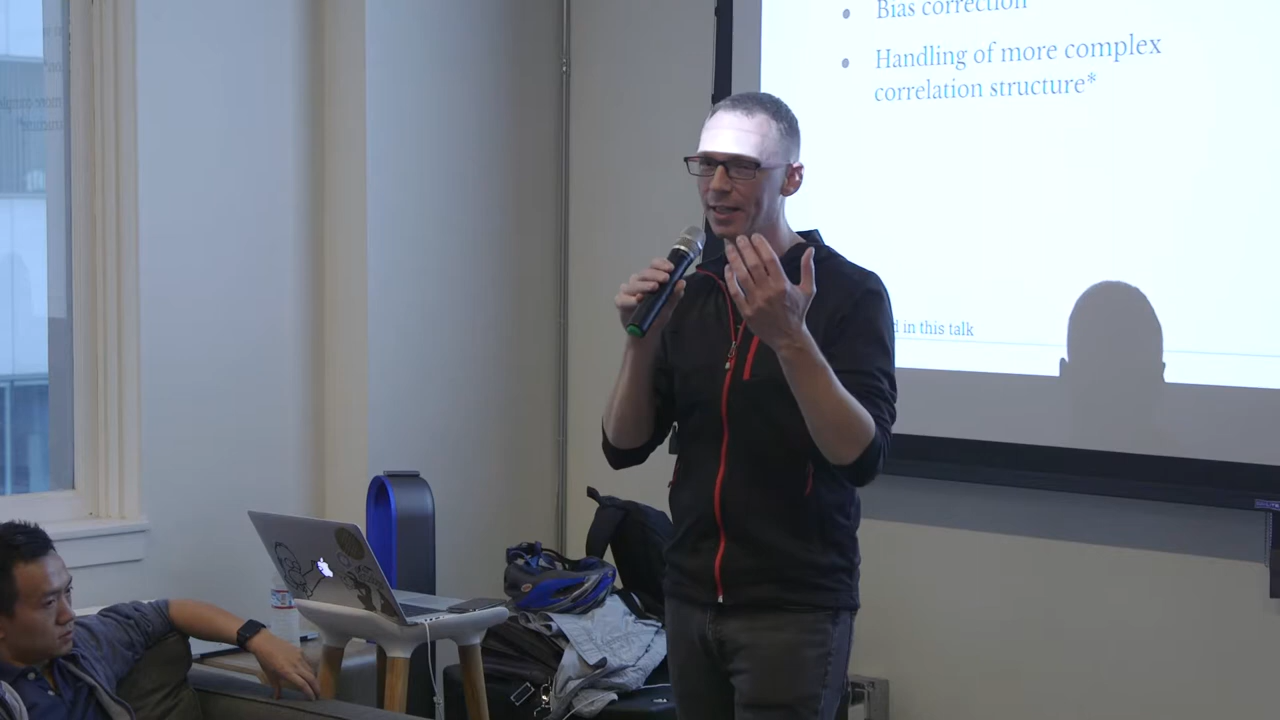 Bias correction
Handling of more complex
correlation structure*
d in this talk